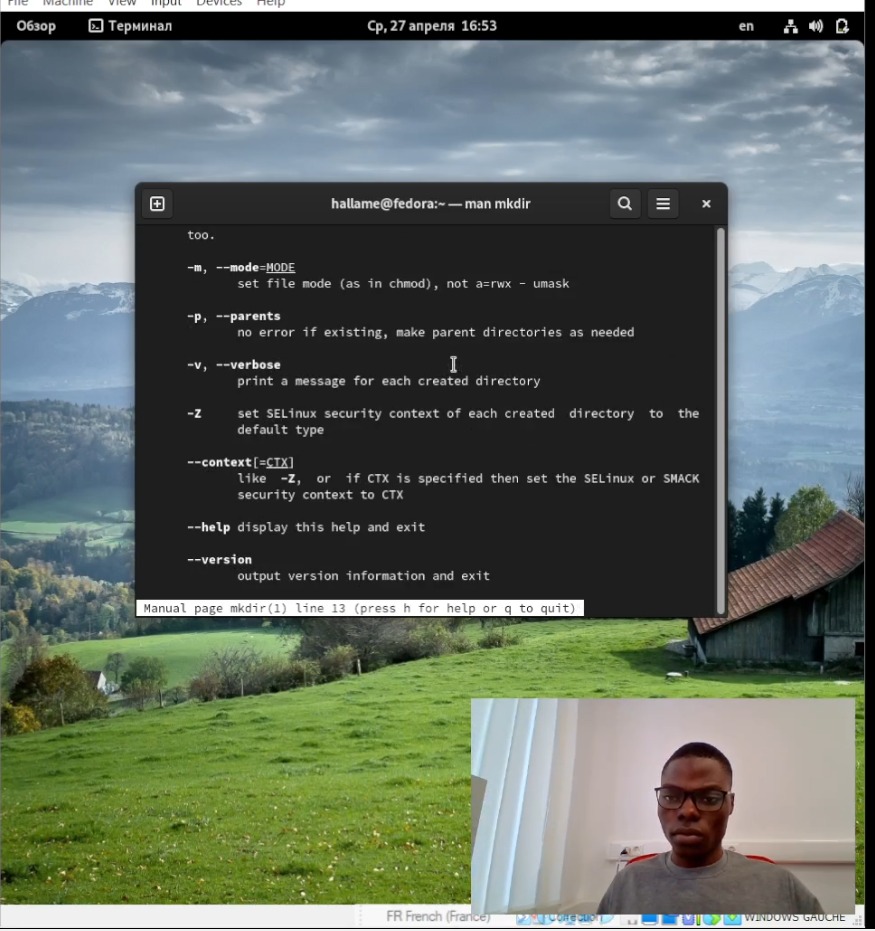 File Machine View Input Devices Help
Обзор Терминал Ср, 27 апреля 16:53 en
hallame@fedora:~ — man mkdir
too.
-m, --mode=MODE
set file mode (as in chmod), not a=rwx - umask
-p, --parents
no error if existing, make parent directories as needed
-v, --verbose
print a message for each created directory
-Z set SELinux security context of each created directory to the
default type
--context[=CTX]
like -Z, or if CTX is specified then set the SELinux or SMACK
security context to CTX
--help display this help and exit
--version
output version information and exit
Manual page mkdir(1) line 13 (press h for help or q to quit)
FR French (France) Correction WINDOWS GAUCHE